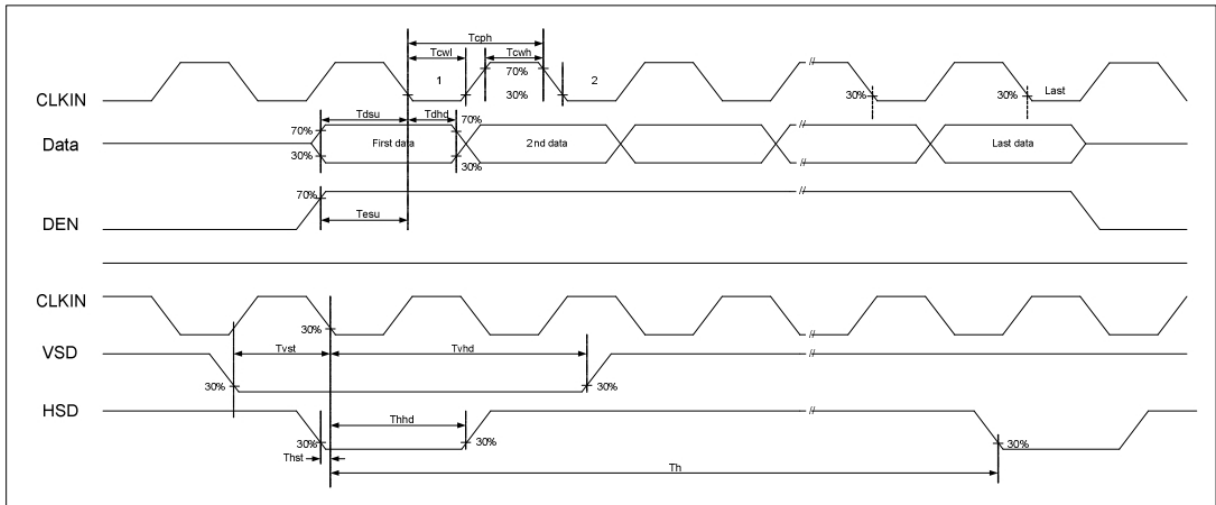 Tcph
Tcwl Tcwh
CLKIN 1 70% 30% 2 // 30% 30% Last
Tdsu Tdhd
Data 70% 30% First data 70% 30% 2nd data // // Last data
DEN 70% Tesu //
CLKIN 30% //
VSD 30% Tvst Tvhd 30%
HSD 30% Thhd 30% // 30%
Thst
Th